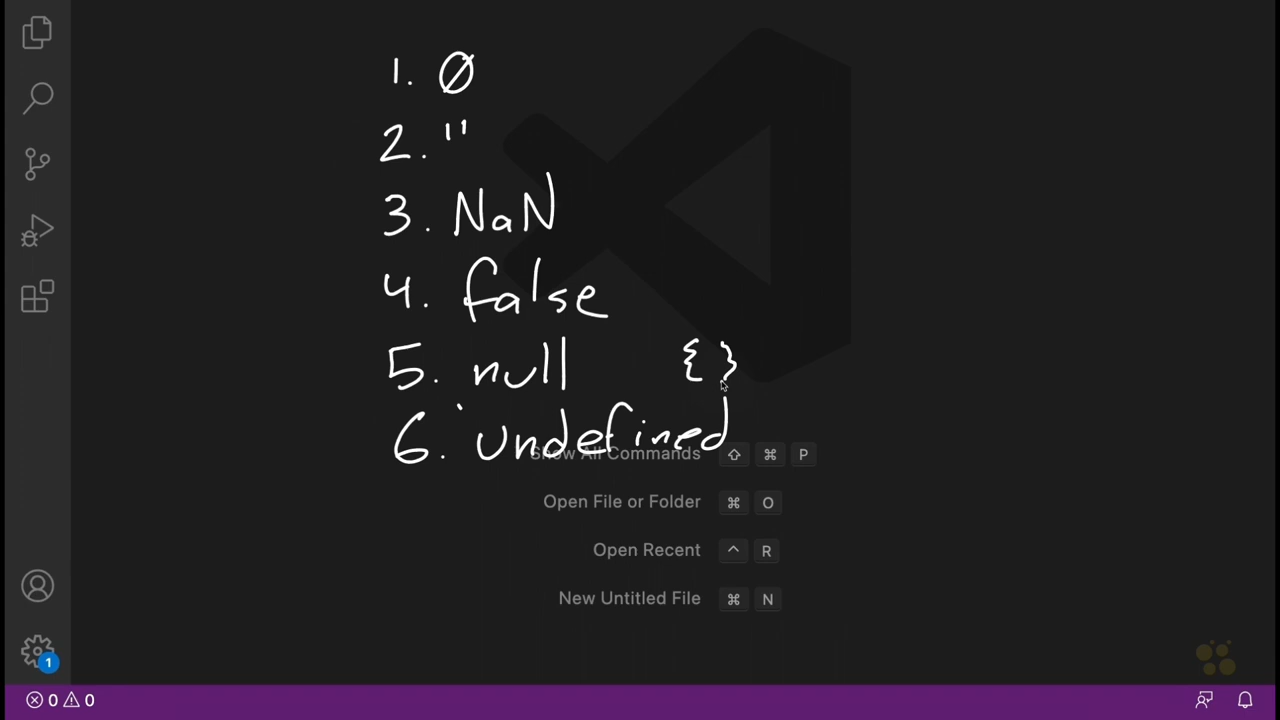 1. 0
2. ''
3. NaN
4. false
5. null { }
6. undefined
Show All Commands ⇧ ⌘ P
Open File or Folder ⌘ O
Open Recent ^ R
New Untitled File ⌘ N
1
0 0